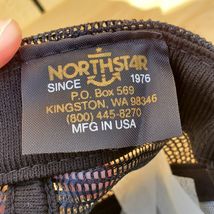 NORTHSTAR
SINCE 1976
P.O. Box 569
KINGSTON, WA 98346
(800) 445-8270
MFG IN USA